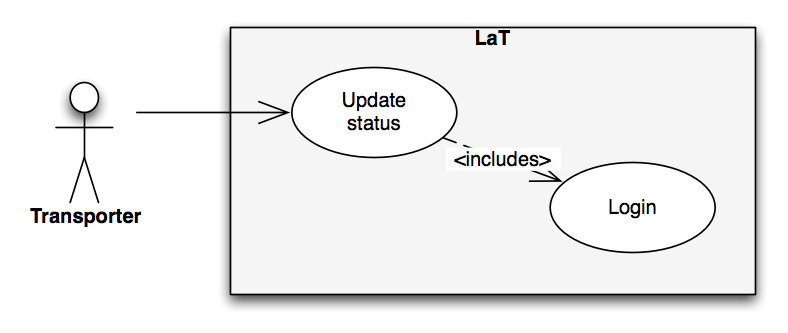 LaT
Update
status
<includes>
Login
Transporter